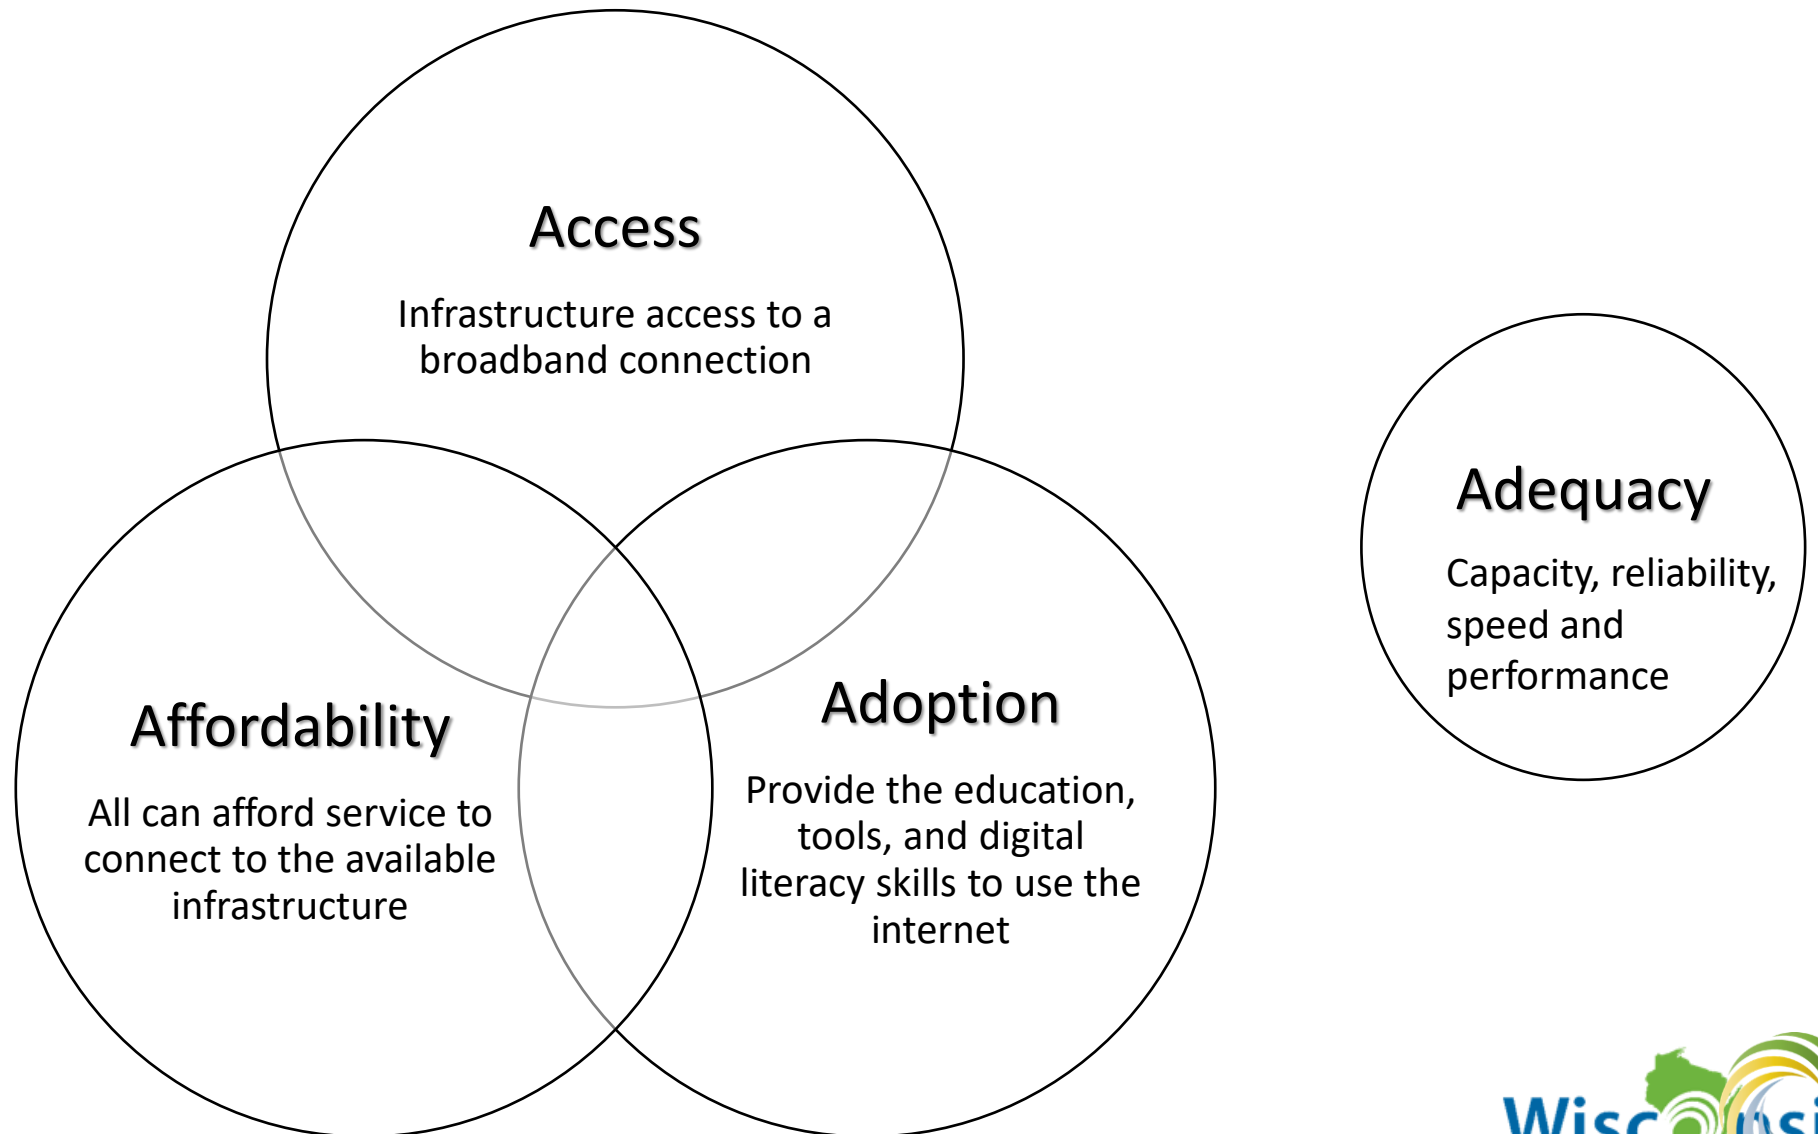 Access
Infrastructure access to a
broadband connection
Affordability
All can afford service to
connect to the available
infrastructure
Adoption
Provide the education,
tools, and digital
literacy skills to use the
internet
Adequacy
Capacity, reliability,
speed and
performance